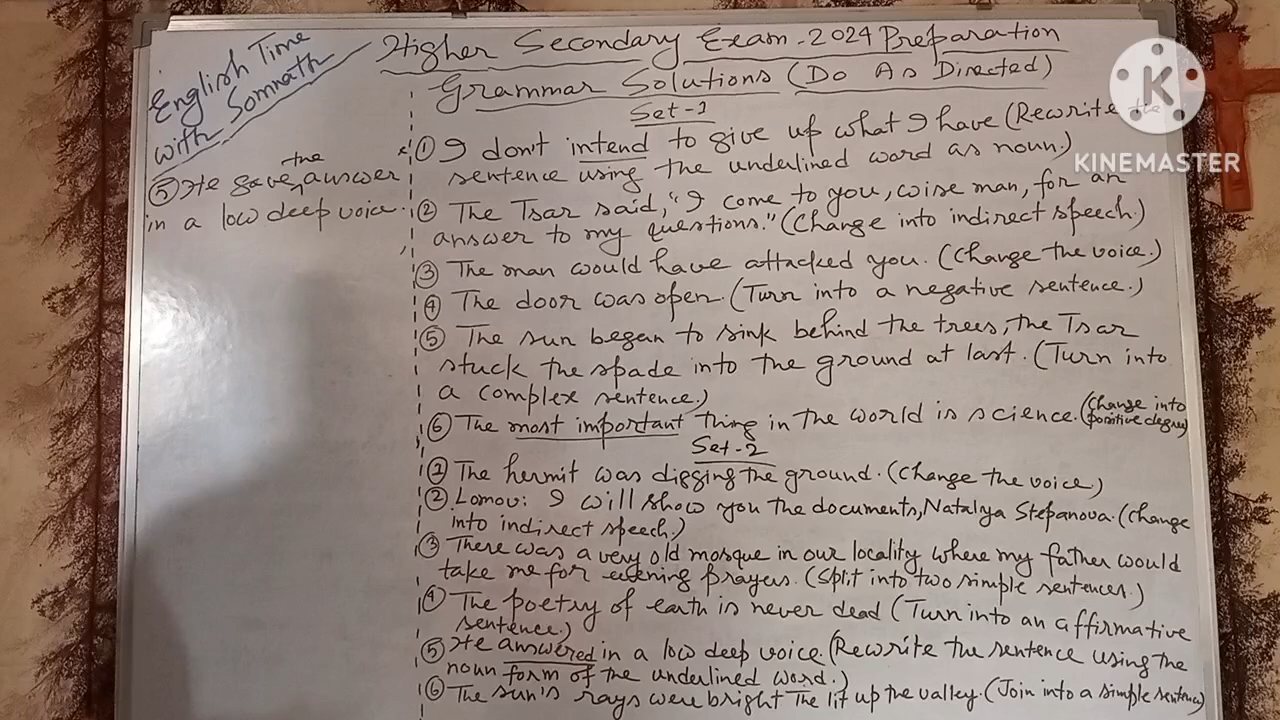 English Time
with Somnath
Higher Secondary Exam-2024 Preparation
Grammar Solutions (Do As Directed)
Set-1
① I don't intend to give up what I have (Rewrite the
sentence using the underlined word as noun.)
② The Tsar said, "I come to you, wise man, for an
answer to my questions." (Change into indirect speech.)
③ The man would have attacked you. (Change the voice.)
④ The door was open. (Turn into a negative sentence.)
⑤ The sun began to sink behind the trees, the Tsar
stuck the spade into the ground at last. (Turn into
a complex sentence.)
⑥ The most important thing in the world is science. (Change into
positive degree)
Set-2
① The hermit was digging the ground. (Change the voice)
②. Lomov: I will show you the documents, Natalya Stepanova. (Change
into indirect speech.)
③ There was a very old mosque in our locality where my father would
take me for evening prayers. (Split into two simple sentences.)
④ The poetry of earth is never dead (Turn into an affirmative
sentence.)
⑤ He answered in a low deep voice. (Rewrite the sentence using the
noun form of the underlined word.)
⑥ The sun's rays were bright The lit up the valley. (Join into a simple sentence)
⑤ He gave the answer
in a low deep voice.
K
KINEMASTER